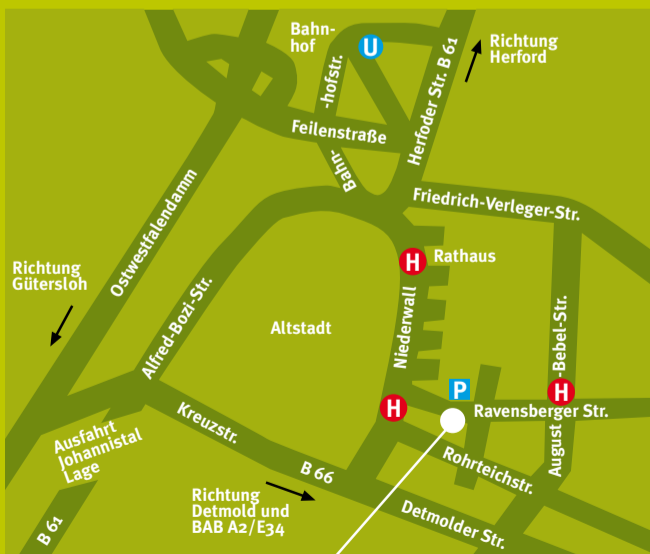 Bahn-
hof
U
Richtung
Herford
Herfoder Str. B 61
-hofstr.
Feilenstraße
Bahn-
Friedrich-Verleger-Str.
Ostwestfalendamm
Richtung
Gütersloh
H
Rathaus
Alfred-Bozi-Str.
Altstadt
Niederwall
-Bebel-Str.
P
H
H
Ravensberger Str.
Kreuzstr.
August
Ausfahrt
Johannistal
Lage
Rohrteichstr.
B 66
Richtung
Detmold und
BAB A2/E34
Detmolder Str.
B 61